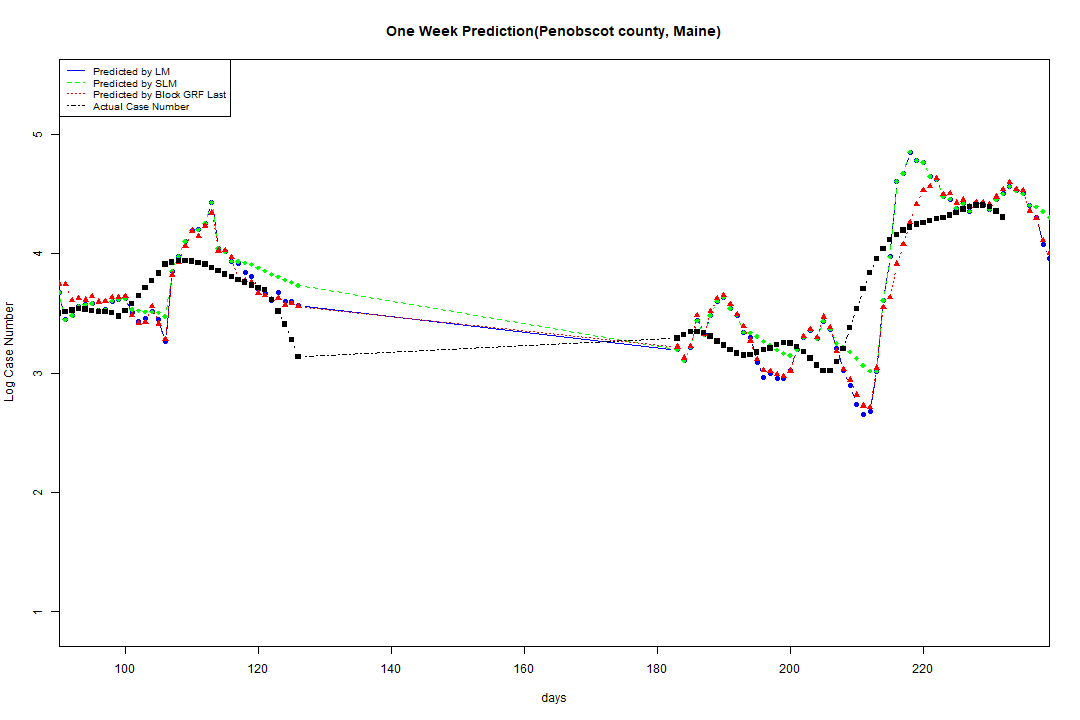 One Week Prediction(Penobscot county, Maine)
Predicted by LM
Predicted by SLM
Predicted by Block GRF Last
Actual Case Number
5
4
3
2
1
Log Case Number
100 120 140 160 180 200 220
days